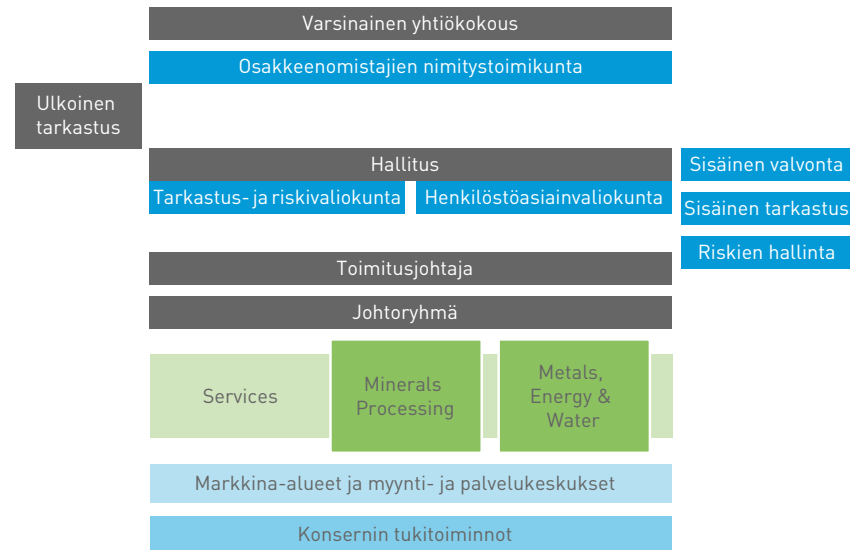 Varsinainen yhtiökokous
Osakkeenomistajien nimitystoimikunta
Ulkoinen
tarkastus
Hallitus
Sisäinen valvonta
Tarkastus- ja riskivaliokunta
Henkilöstöasiainvaliokunta
Sisäinen tarkastus
Riskien hallinta
Toimitusjohtaja
Johtoryhmä
Services
Minerals
Processing
Metals,
Energy &
Water
Markkina-alueet ja myynti- ja palvelukeskukset
Konsernin tukitoiminnot